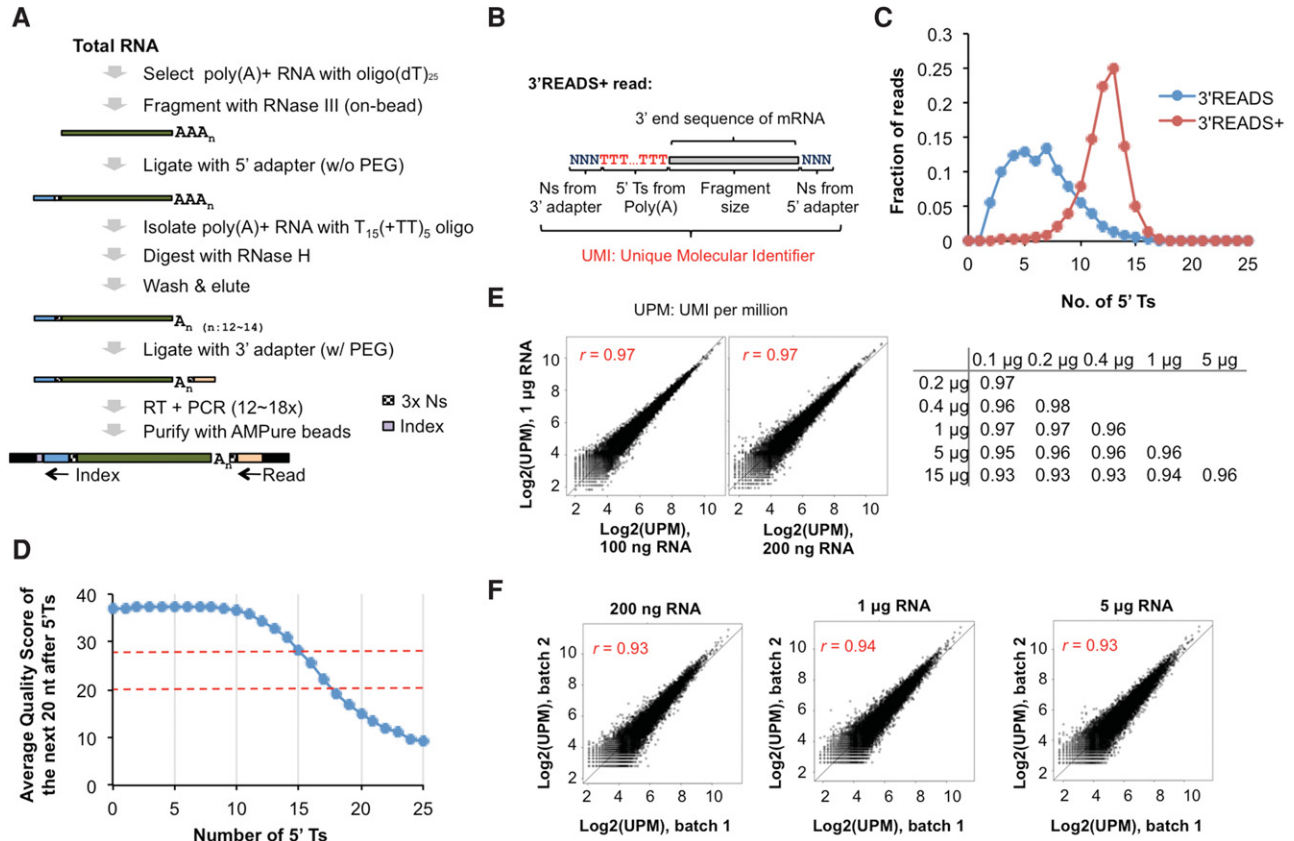 A
Total RNA
Select poly(A)+ RNA with oligo(dT)25
Fragment with RNase III (on-bead)
AAAn
Ligate with 5' adapter (w/o PEG)
AAAn
Isolate poly(A)+ RNA with T15(+TT)5 oligo
Digest with RNase H
Wash & elute
An (n:12~14)
Ligate with 3' adapter (w/ PEG)
An
RT + PCR (12~18x)
Purify with AMPure beads
3x Ns
Index
An
Index
Read
B
3'READS+ read:
3' end sequence of mRNA
NNNTTT...TTT NNN
Ns from 3' adapter
5' Ts from Poly(A)
Fragment size
Ns from 5' adapter
UMI: Unique Molecular Identifier
C
Fraction of reads
0.3
0.25
0.2
0.15
0.1
0.05
0
0 5 10 15 20 25
No. of 5' Ts
3'READS
3'READS+
D
Average Quality Score of
the next 20 nt after 5'Ts
40
30
20
10
0
0 5 10 15 20 25
Number of 5' Ts
E
UPM: UMI per million
Log2(UPM), 1 µg RNA
10
8
6
4
2
r = 0.97
2 4 6 8 10
Log2(UPM),
100 ng RNA
r = 0.97
2 4 6 8 10
Log2(UPM),
200 ng RNA
0.1 µg 0.2 µg 0.4 µg 1 µg 5 µg
0.2 µg 0.97
0.4 µg 0.96 0.98
1 µg 0.97 0.97 0.96
5 µg 0.95 0.96 0.96 0.96
15 µg 0.93 0.93 0.93 0.94 0.96
F
200 ng RNA
Log2(UPM), batch 2
10
8
6
4
2
r = 0.93
2 4 6 8 10
Log2(UPM), batch 1
1 µg RNA
Log2(UPM), batch 2
10
8
6
4
2
r = 0.94
2 4 6 8 10
Log2(UPM), batch 1
5 µg RNA
Log2(UPM), batch 2
10
8
6
4
2
r = 0.93
2 4 6 8 10
Log2(UPM), batch 1